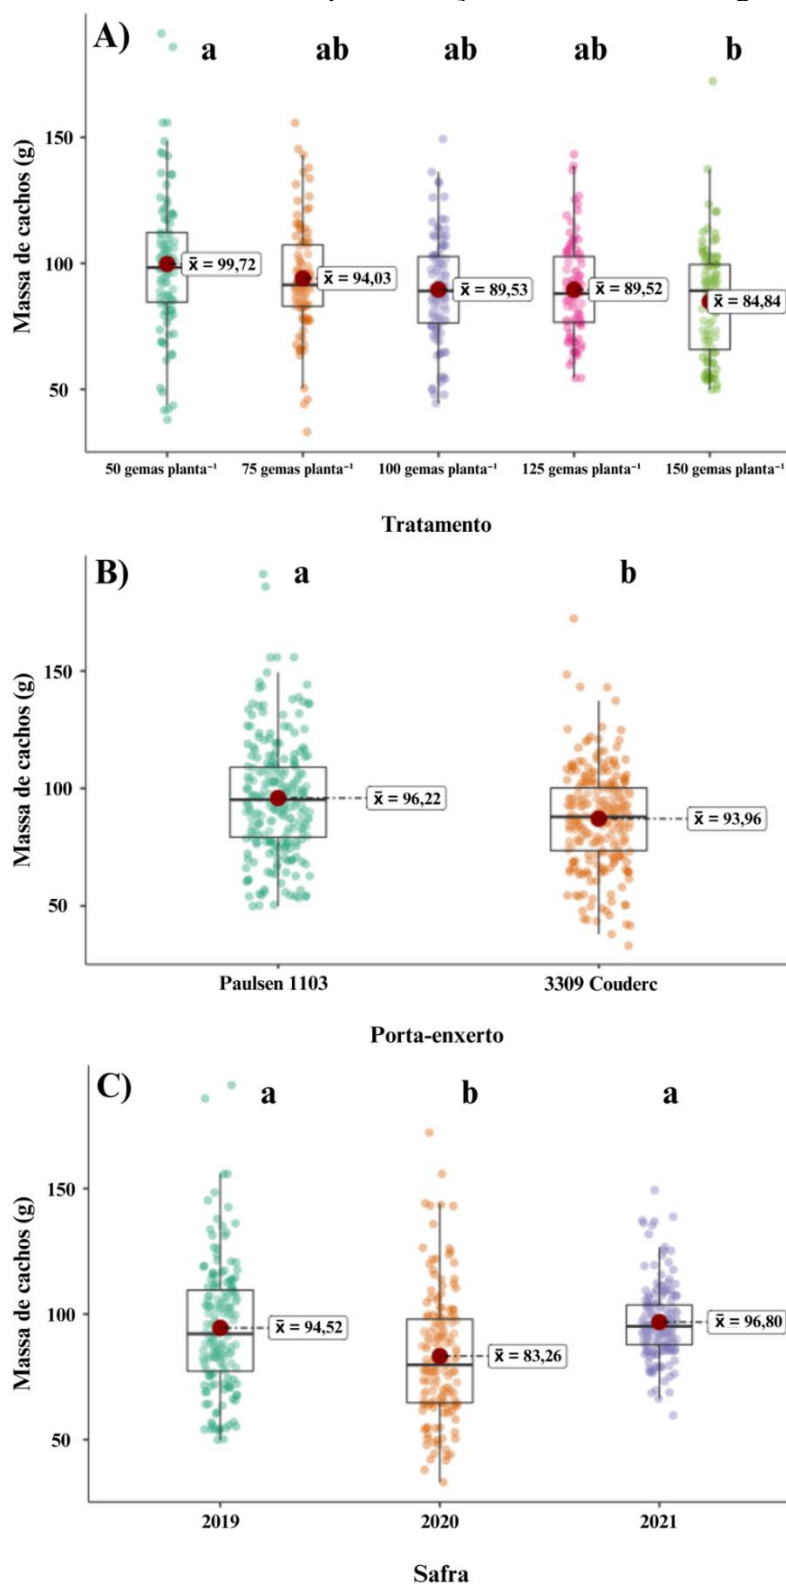 A)
a ab ab ab b
Massa de cachos (g)
150
100
50
x̄ = 99,72
x̄ = 94,03
x̄ = 89,53
x̄ = 89,52
x̄ = 84,84
50 gemas planta⁻¹ 75 gemas planta⁻¹ 100 gemas planta⁻¹ 125 gemas planta⁻¹ 150 gemas planta⁻¹
Tratamento
B)
a b
Massa de cachos (g)
150
100
50
x̄ = 96,22
x̄ = 93,96
Paulsen 1103 3309 Couderc
Porta-enxerto
C)
a b a
Massa de cachos (g)
150
100
50
x̄ = 94,52
x̄ = 83,26
x̄ = 96,80
2019 2020 2021
Safra